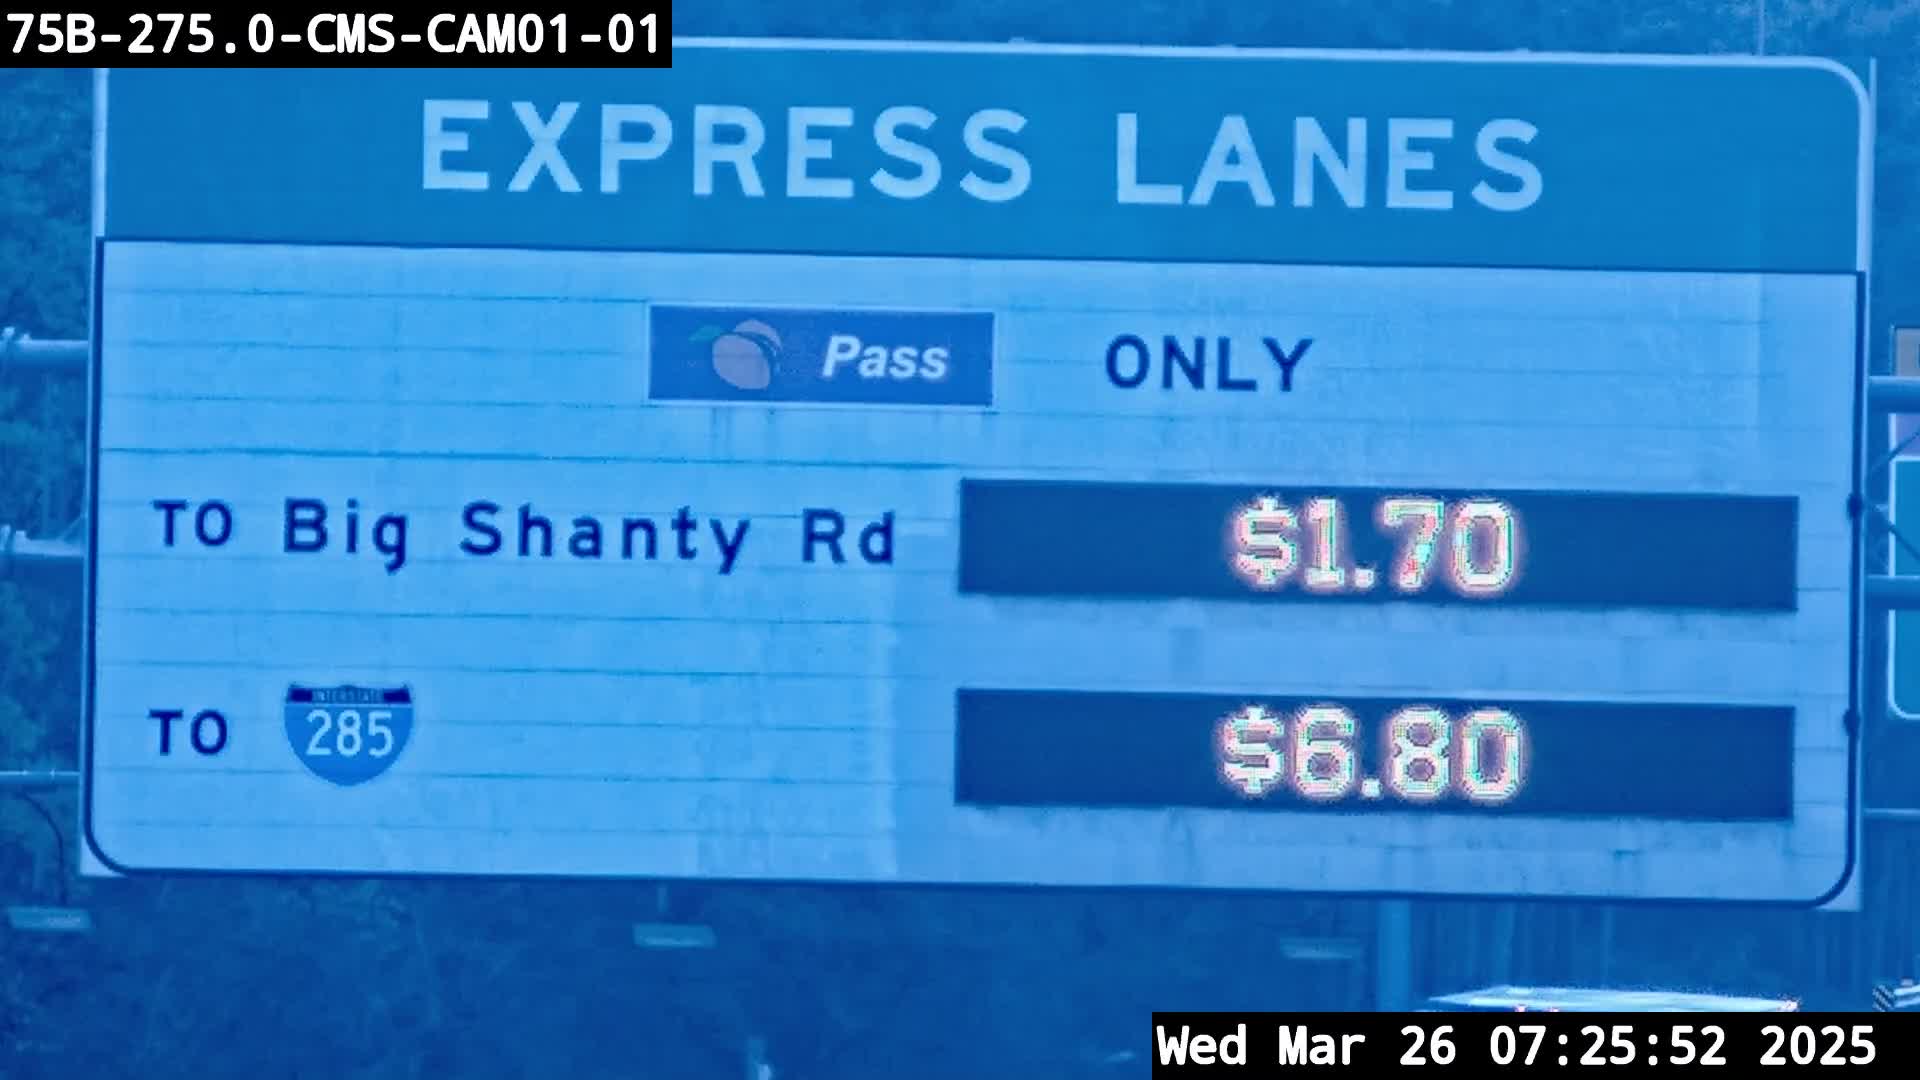 75B-275.0-CMS-CAM01-01
EXPRESS LANES
Pass ONLY
TO Big Shanty Rd $1.70
INTERSTATE
TO 285 $6.80
Wed Mar 26 07:25:52 2025